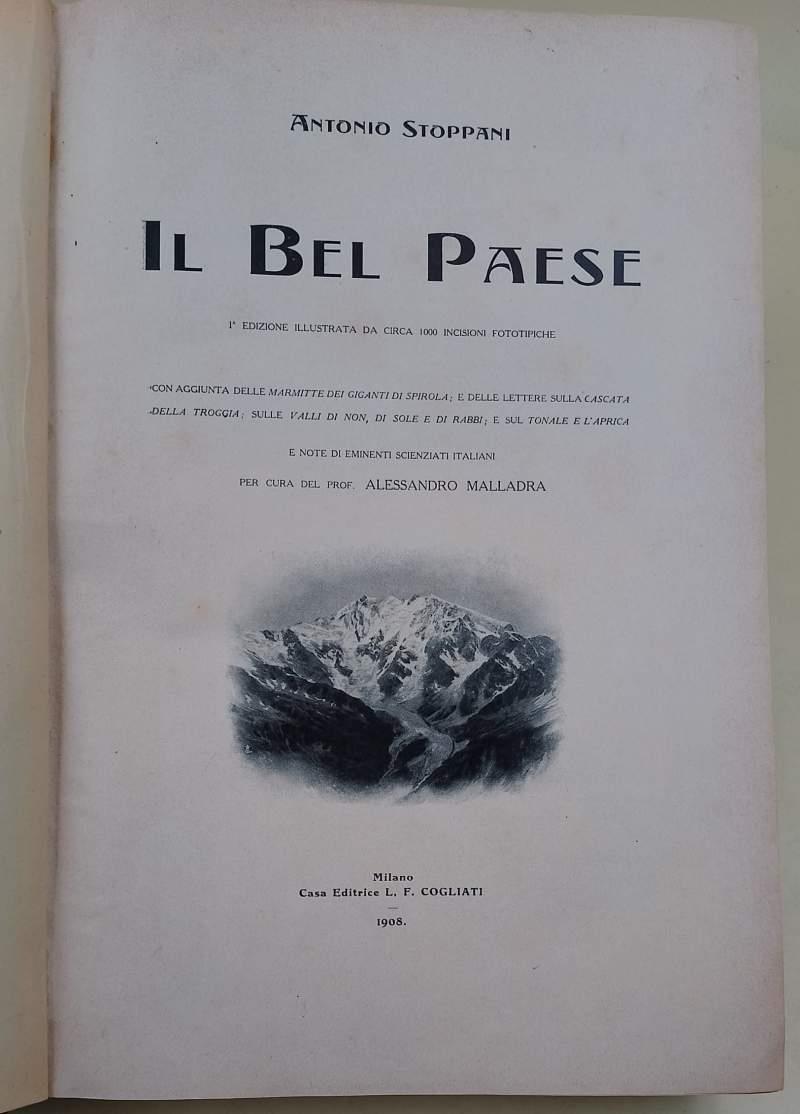 ANTONIO STOPPANI
IL BEL PAESE
1ª EDIZIONE ILLUSTRATA DA CIRCA 1000 INCISIONI FOTOTIPICHE
CON AGGIUNTA DELLE MARMITTE DEI GIGANTI DI SPIROLA; E DELLE LETTERE SULLA CASCATA
DELLA TROGGIA; SULLE VALLI DI NON, DI SOLE E DI RABBI; E SUL TONALE E L'APRICA
E NOTE DI EMINENTI SCIENZIATI ITALIANI
PER CURA DEL PROF. ALESSANDRO MALLADRA
Milano
Casa Editrice L. F. COGLIATI
1908.